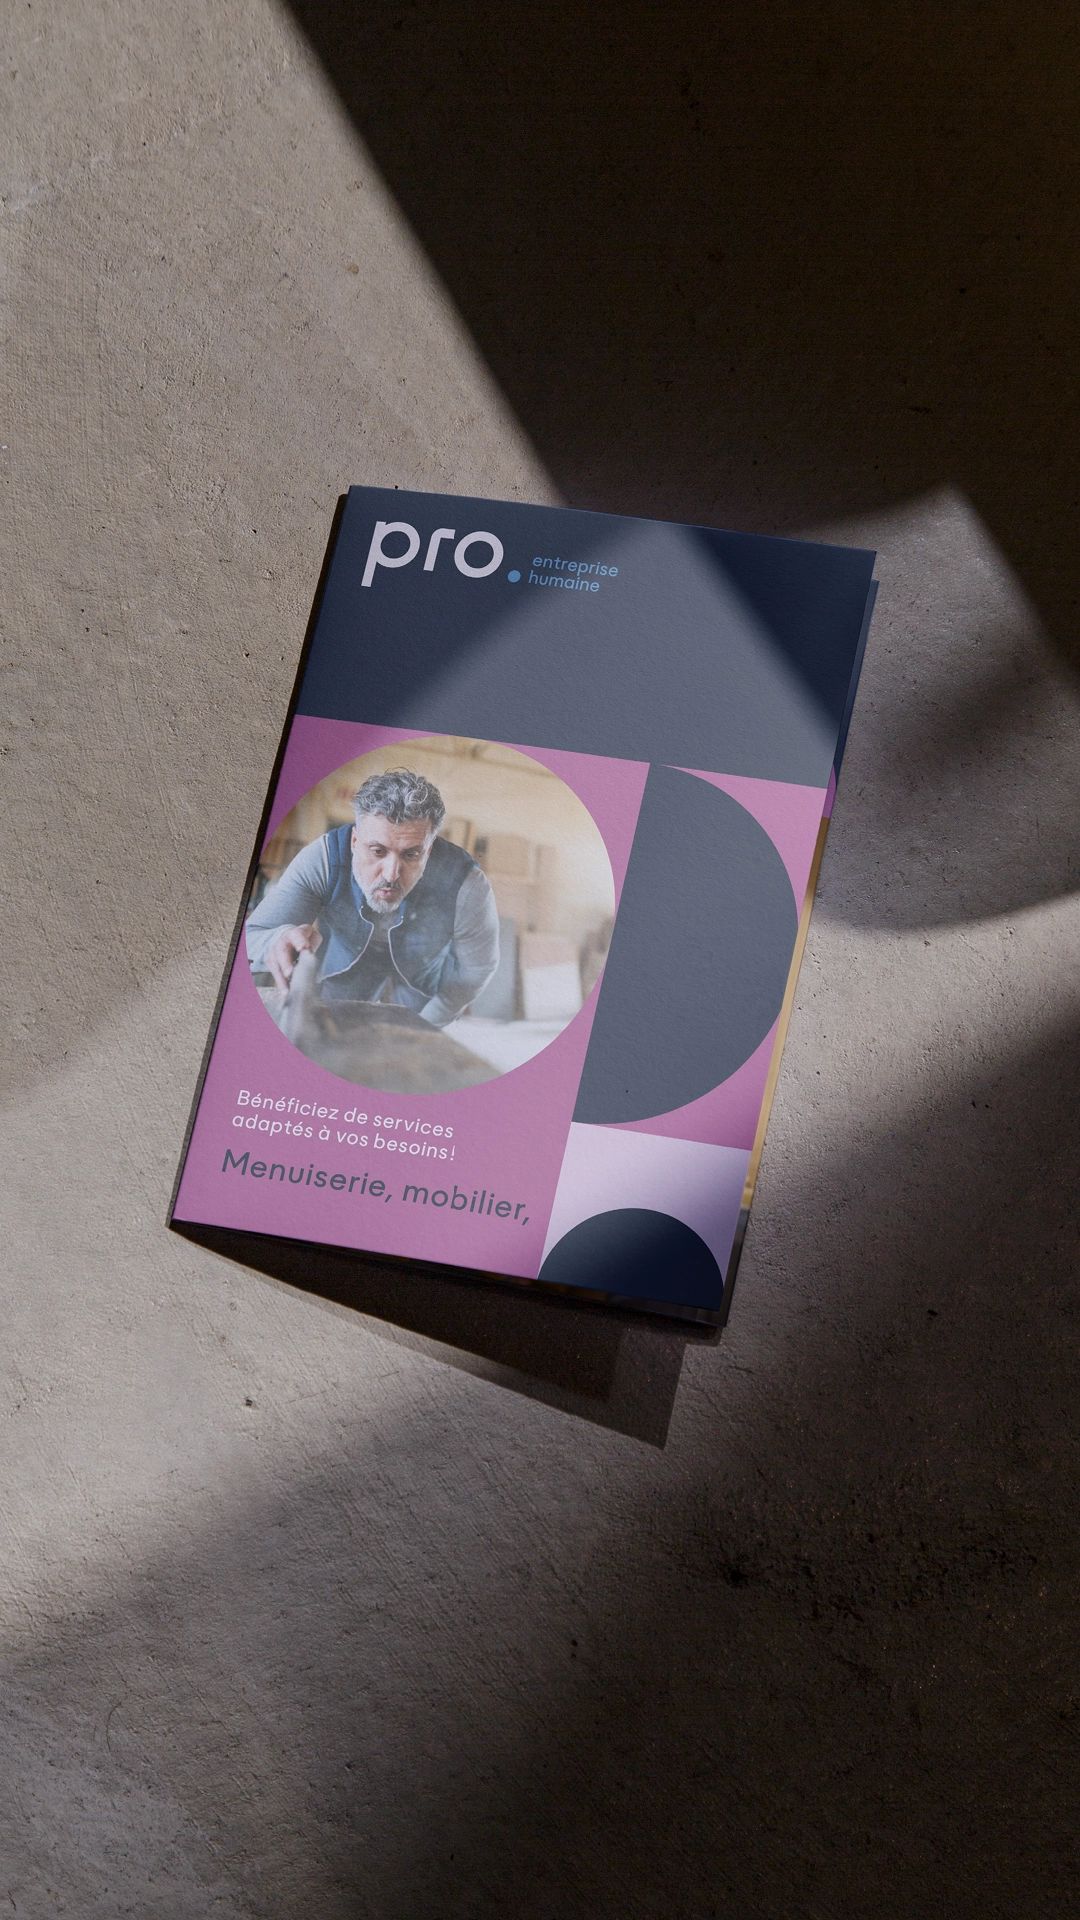 pro.
entreprise
humaine
Bénéficiez de services
adaptés à vos besoins!
Menuiserie, mobilier,